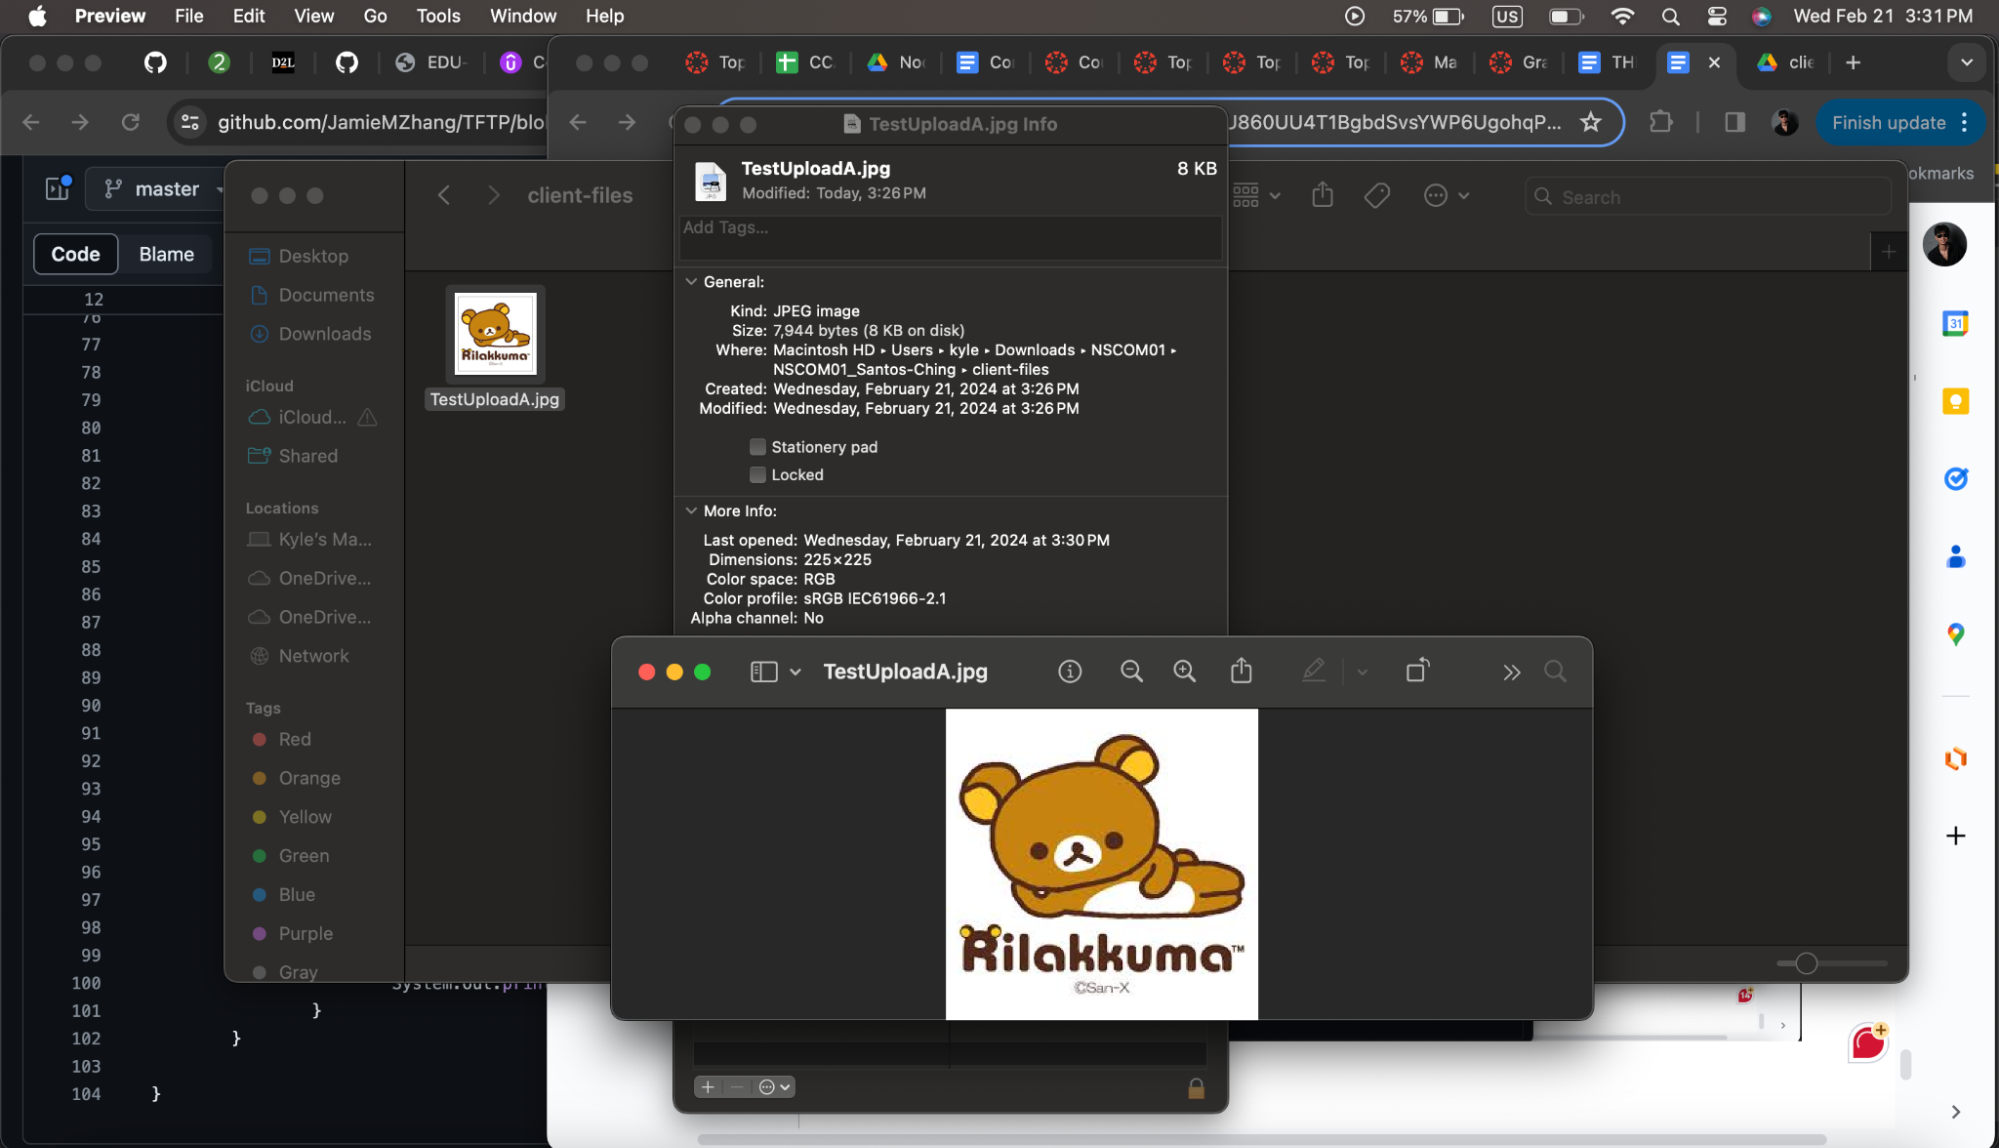 Preview File Edit View Go Tools Window Help 57% US Wed Feb 21 3:31 PM
2 D2L EDU- C Top CC No Co Co Top Top Top Ma Gra TH clie
github.com/JamieMZhang/TFTP/blo J860UU4T1BgbdSvsYWP6UgohqP... Finish update
okmarks
master
Code Blame
12
76
77
78
79
80
81
82
83
84
85
86
87
88
89
90
91
92
93
94
95
96
97
98
99
100 System.out.prin
101 }
102 }
103
104 }
client-files
Search
Desktop
Documents
Downloads
iCloud
iCloud...
Shared
Locations
Kyle's Ma...
OneDrive...
OneDrive...
Network
Tags
Red
Orange
Yellow
Green
Blue
Purple
Gray
Rilakkuma
TestUploadA.jpg
TestUploadA.jpg Info
TestUploadA.jpg 8 KB
Modified: Today, 3:26 PM
Add Tags...
General:
Kind: JPEG image
Size: 7,944 bytes (8 KB on disk)
Where: Macintosh HD ▸ Users ▸ kyle ▸ Downloads ▸ NSCOM01 ▸
NSCOM01_Santos-Ching ▸ client-files
Created: Wednesday, February 21, 2024 at 3:26 PM
Modified: Wednesday, February 21, 2024 at 3:26 PM
Stationery pad
Locked
More Info:
Last opened: Wednesday, February 21, 2024 at 3:30 PM
Dimensions: 225×225
Color space: RGB
Color profile: sRGB IEC61966-2.1
Alpha channel: No
TestUploadA.jpg
Rilakkuma™
©San-X
31
14